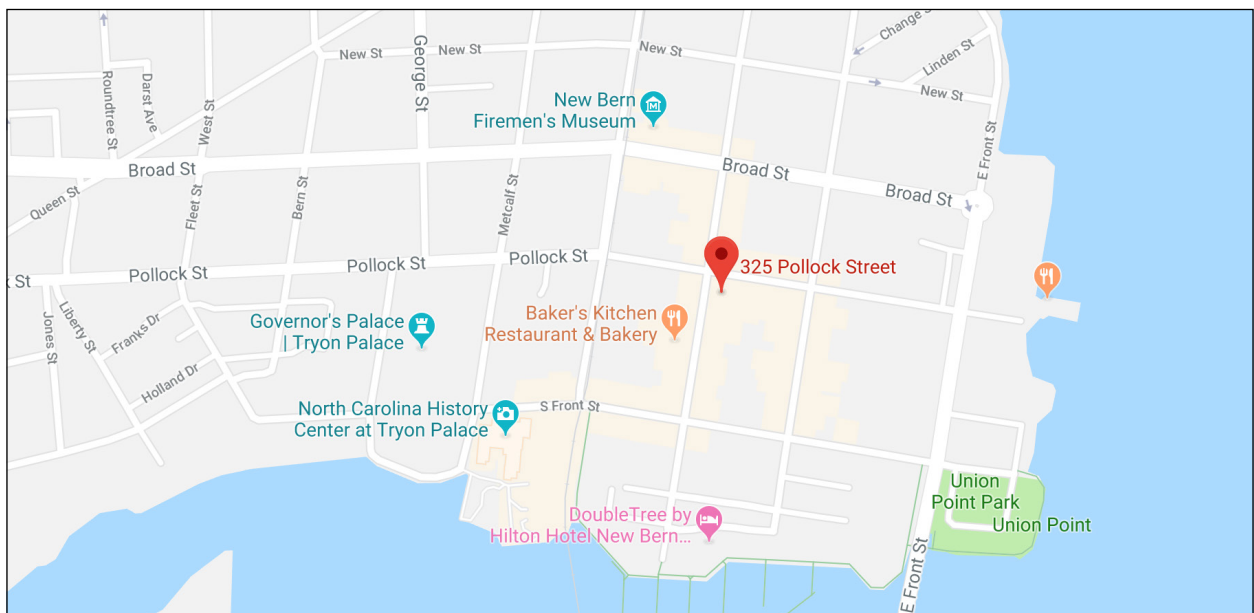 Change St
Linden St
New St
New St
New St
New St
George St
Roundtree St
Darst Ave
West St
New Bern
Firemen's Museum
E Front St
Broad St
Broad St
Broad St
Queen St
Fleet St
Bern St
Metcalf St
k St
Pollock St
Pollock St
Pollock St
325 Pollock Street
Jones St
Liberty St
Franks Dr
Holland Dr
Governor's Palace
| Tryon Palace
Baker's Kitchen
Restaurant & Bakery
North Carolina History
Center at Tryon Palace
S Front St
Union
Point Park
Union Point
DoubleTree by
Hilton Hotel New Bern...
E Front St